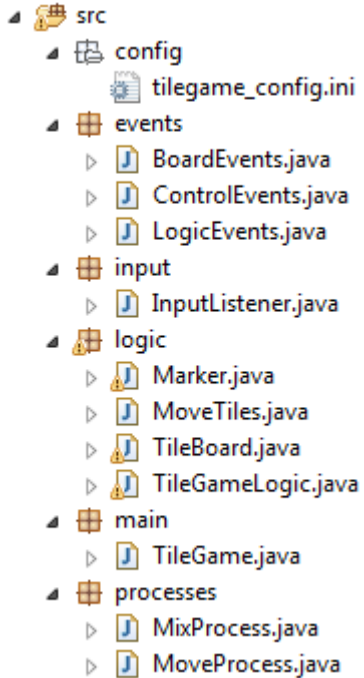 src
config
tilegame_config.ini
events
BoardEvents.java
ControlEvents.java
LogicEvents.java
input
InputListener.java
logic
Marker.java
MoveTiles.java
TileBoard.java
TileGameLogic.java
main
TileGame.java
processes
MixProcess.java
MoveProcess.java